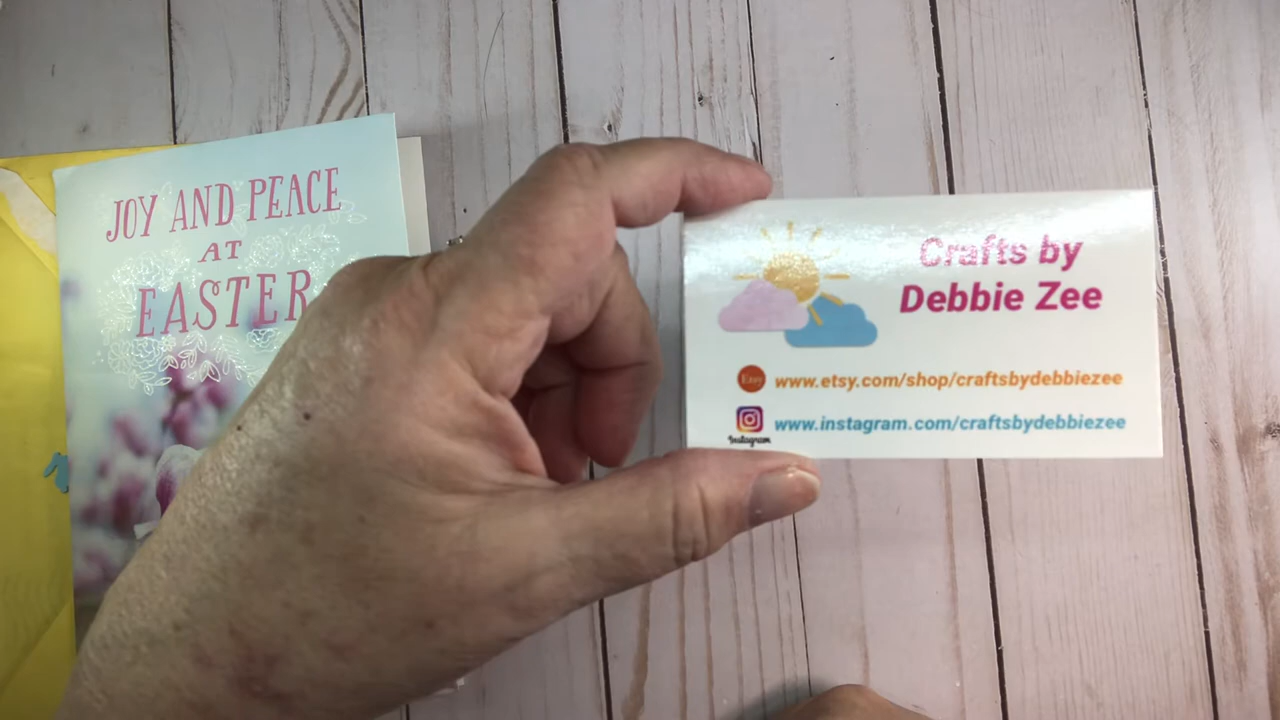 JOY AND PEACE
AT
EASTER
Crafts by
Debbie Zee
Etsy
www.etsy.com/shop/craftsbydebbiezee
Instagram
www.instagram.com/craftsbydebbiezee